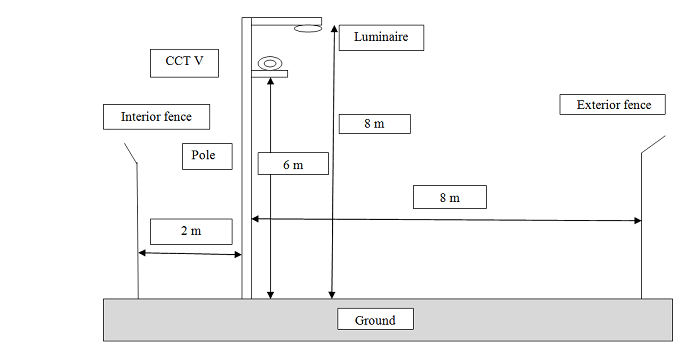 Luminaire
CCT V
Exterior fence
Interior fence
8 m
Pole
6 m
8 m
2 m
Ground